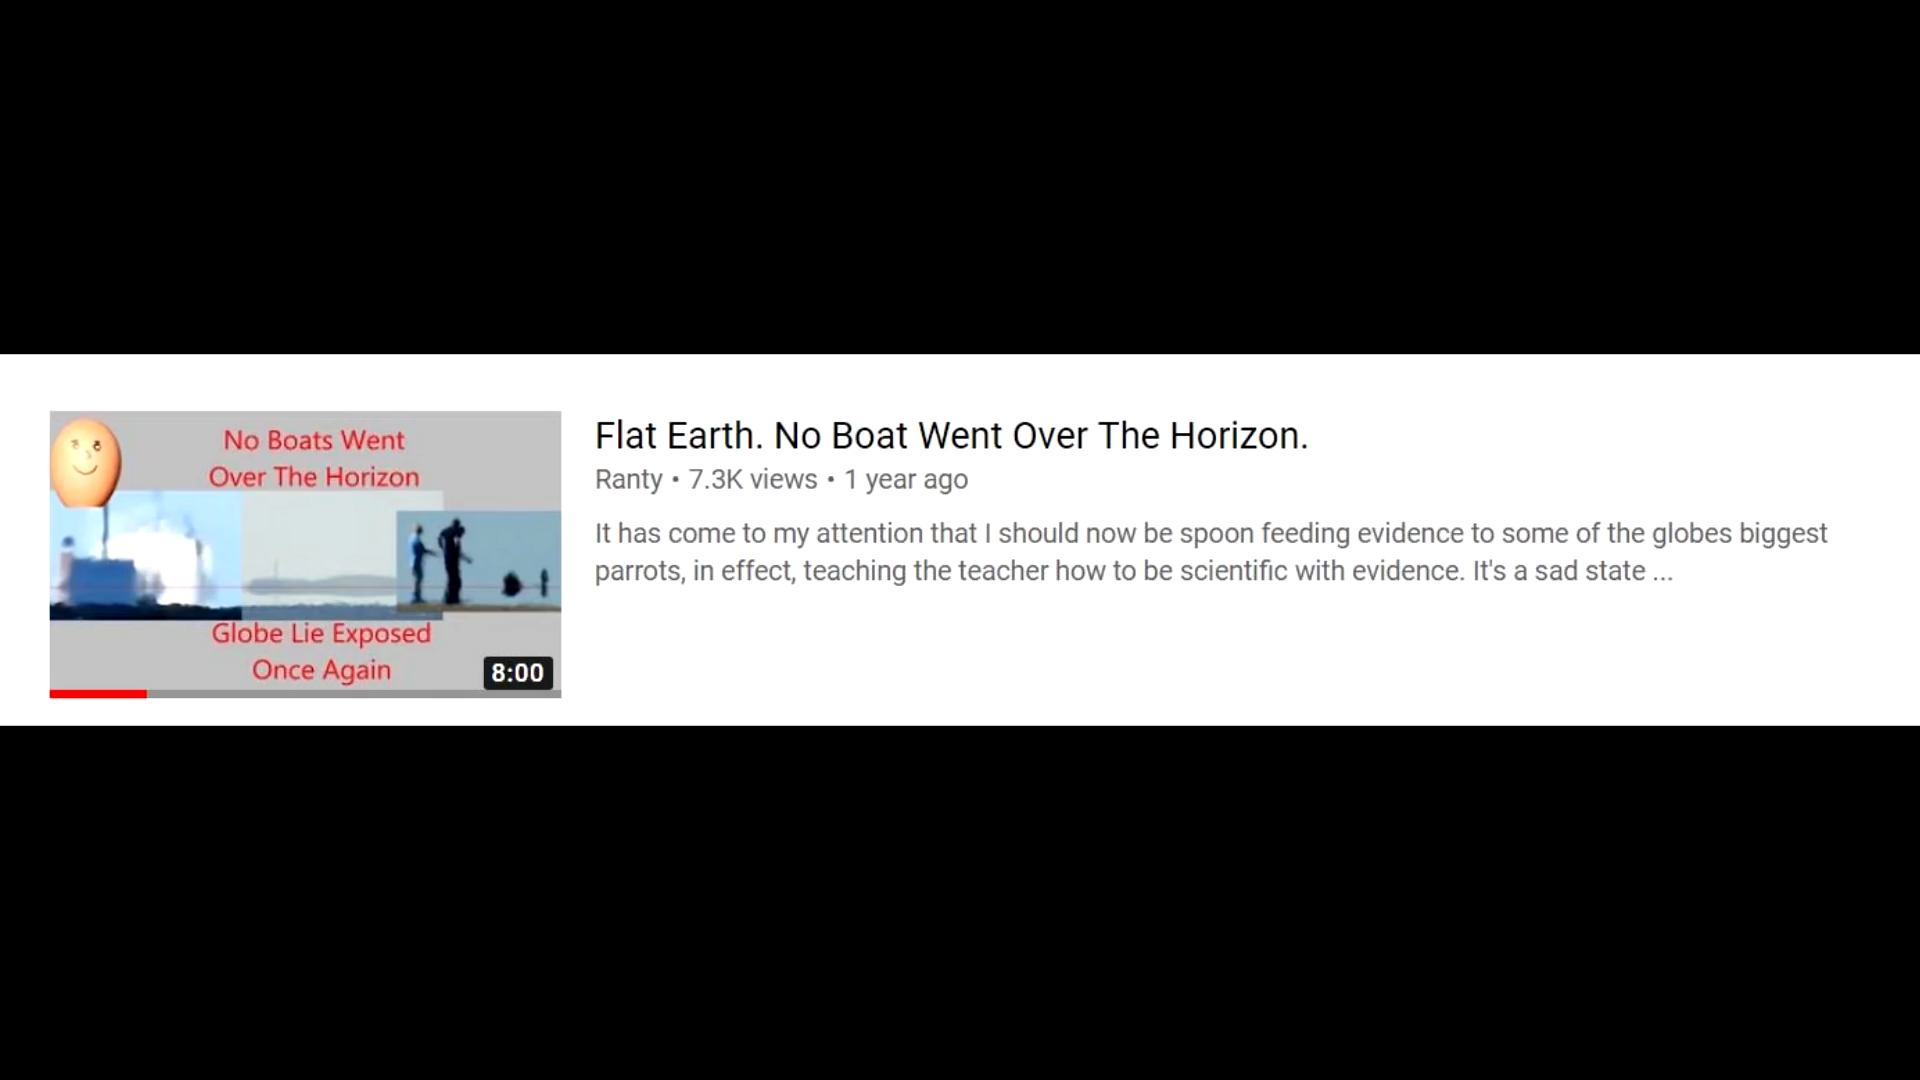 No Boats Went
Over The Horizon
Globe Lie Exposed
Once Again
8:00
Flat Earth. No Boat Went Over The Horizon.
Ranty • 7.3K views • 1 year ago
It has come to my attention that I should now be spoon feeding evidence to some of the globes biggest
parrots, in effect, teaching the teacher how to be scientific with evidence. It's a sad state ...